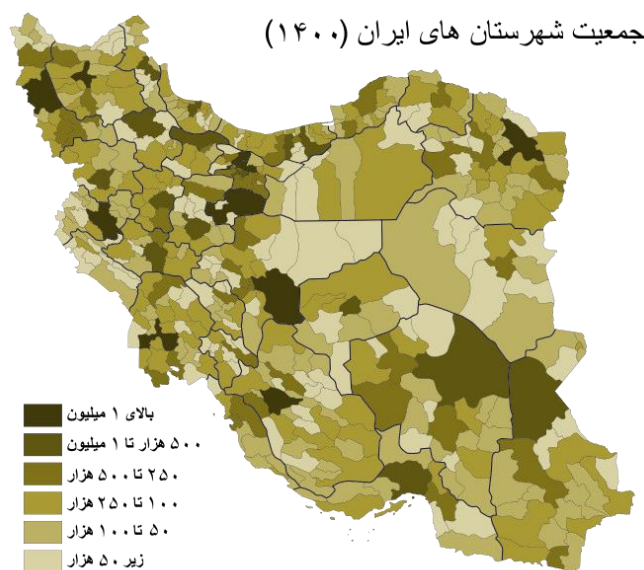 جمعیت شهرستان های ایران (۱۴۰۰)
بالای ۱ میلیون
۵۰۰ هزار تا ۱ میلیون
۲۵۰ تا ۵۰۰ هزار
۱۰۰ تا ۲۵۰ هزار
۵۰ تا ۱۰۰ هزار
زیر ۵۰ هزار